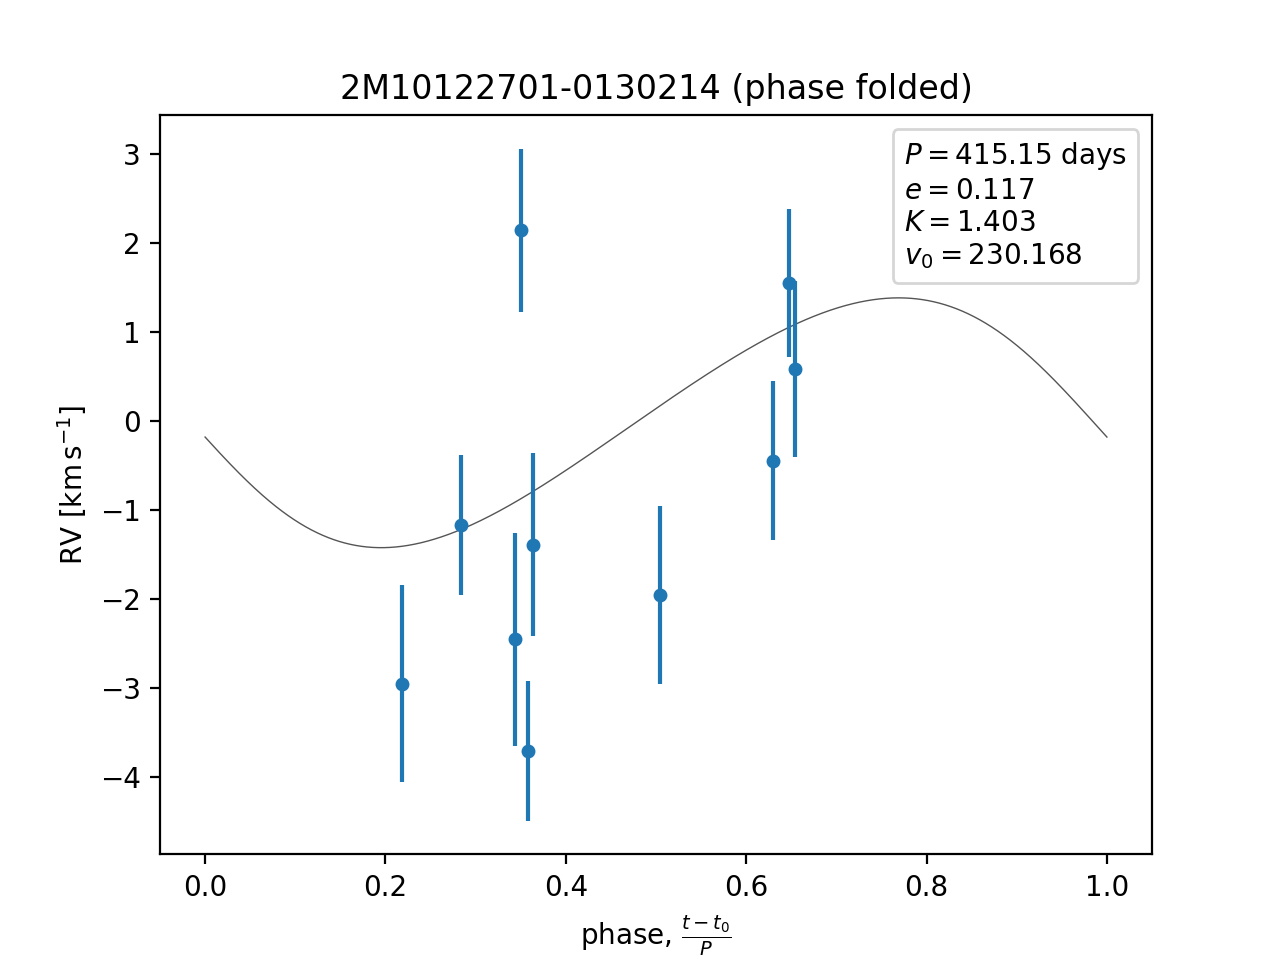 2M10122701-0130214 (phase folded)
P = 415.15 days
e = 0.117
K = 1.403
v₀ = 230.168
RV [km s⁻¹]
3
2
1
0
−1
−2
−3
−4
0.0 0.2 0.4 0.6 0.8 1.0
phase, (t − t₀)/P